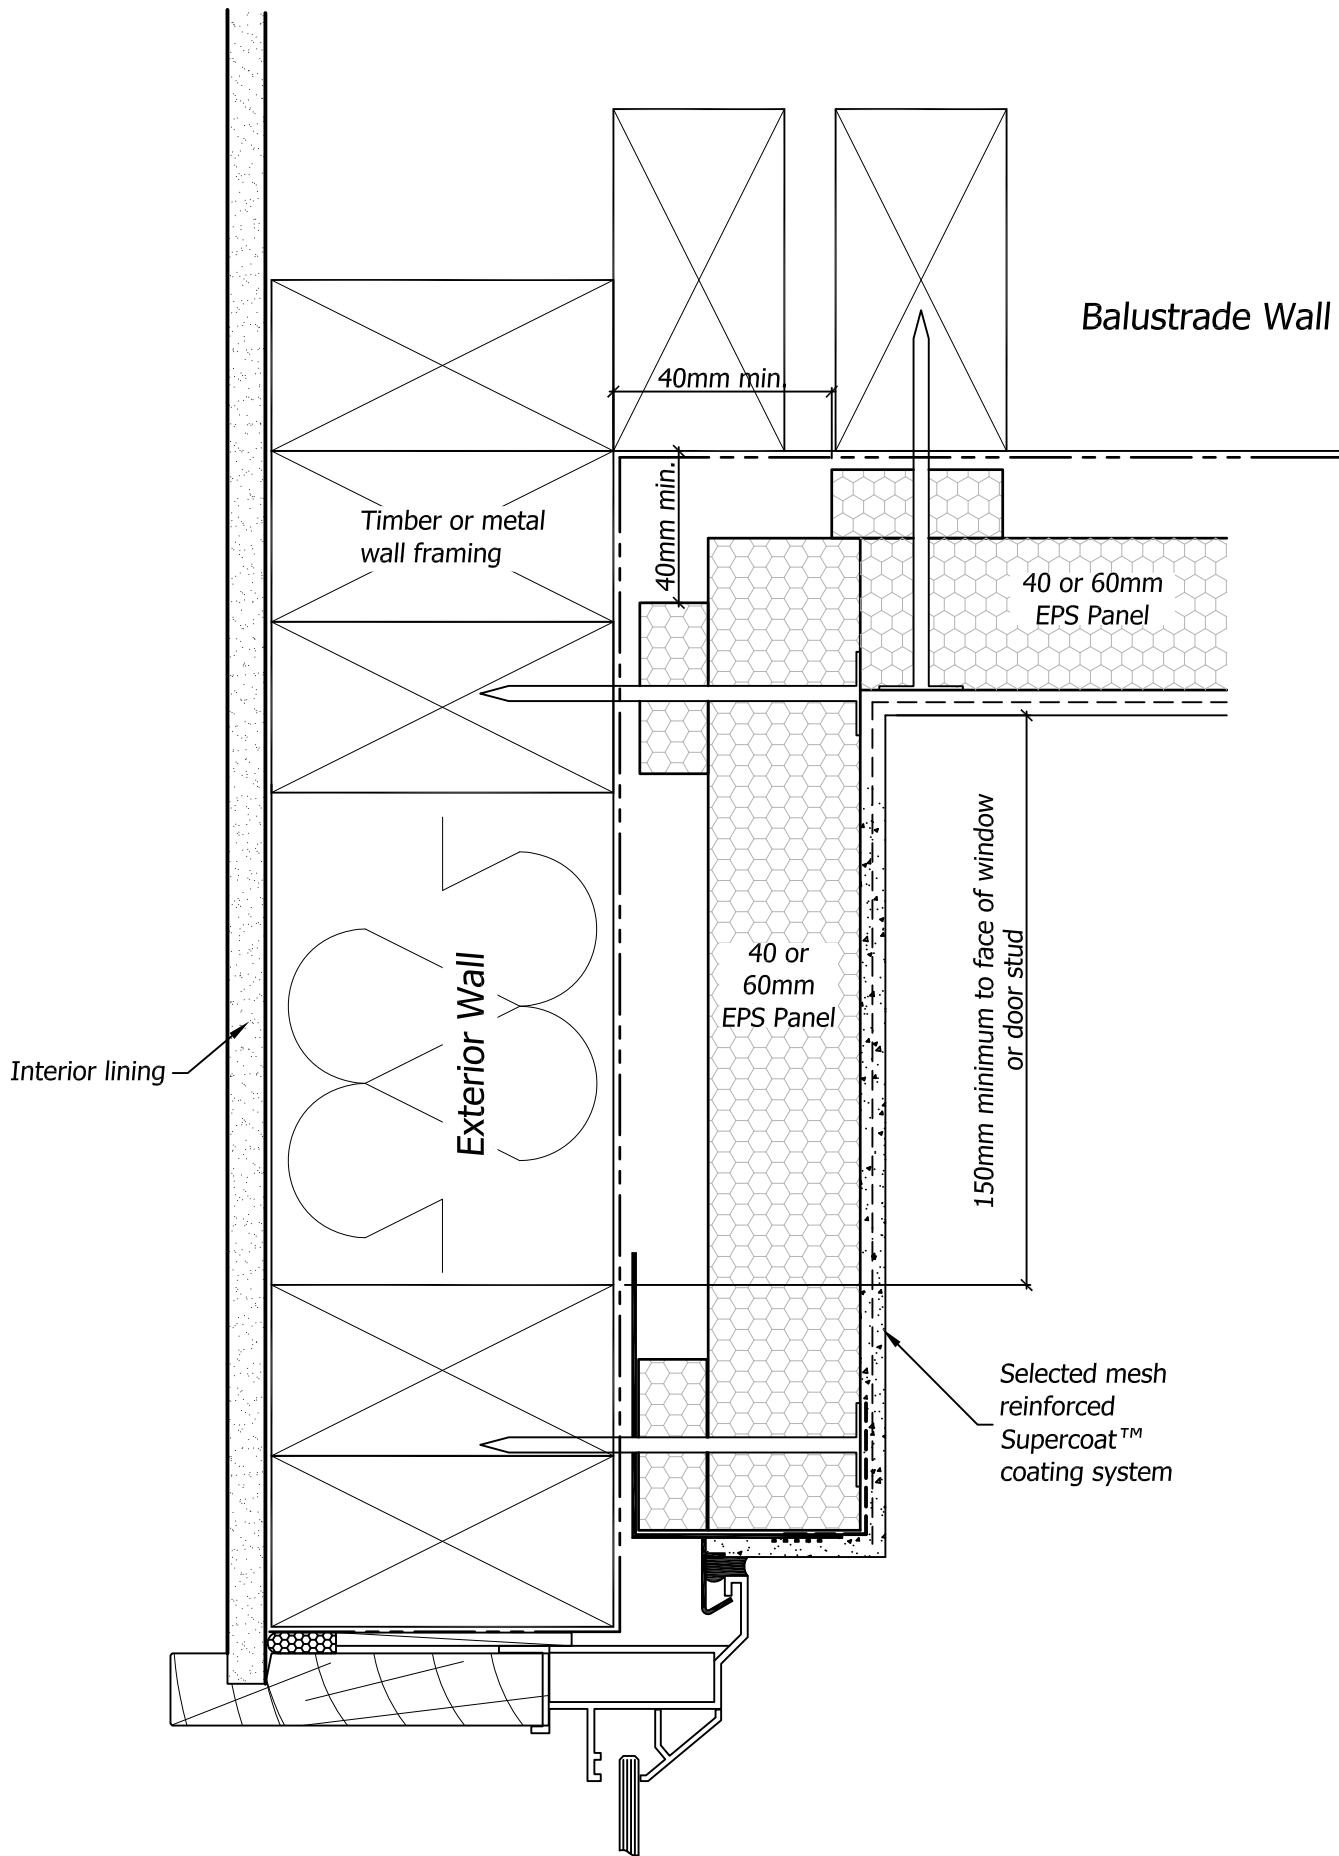 Balustrade Wall
40mm min.
40mm min.
Timber or metal
wall framing
40 or 60mm
EPS Panel
150mm minimum to face of window
or door stud
40 or
60mm
EPS Panel
Exterior Wall
Interior lining
Selected mesh
reinforced
Supercoat™
coating system